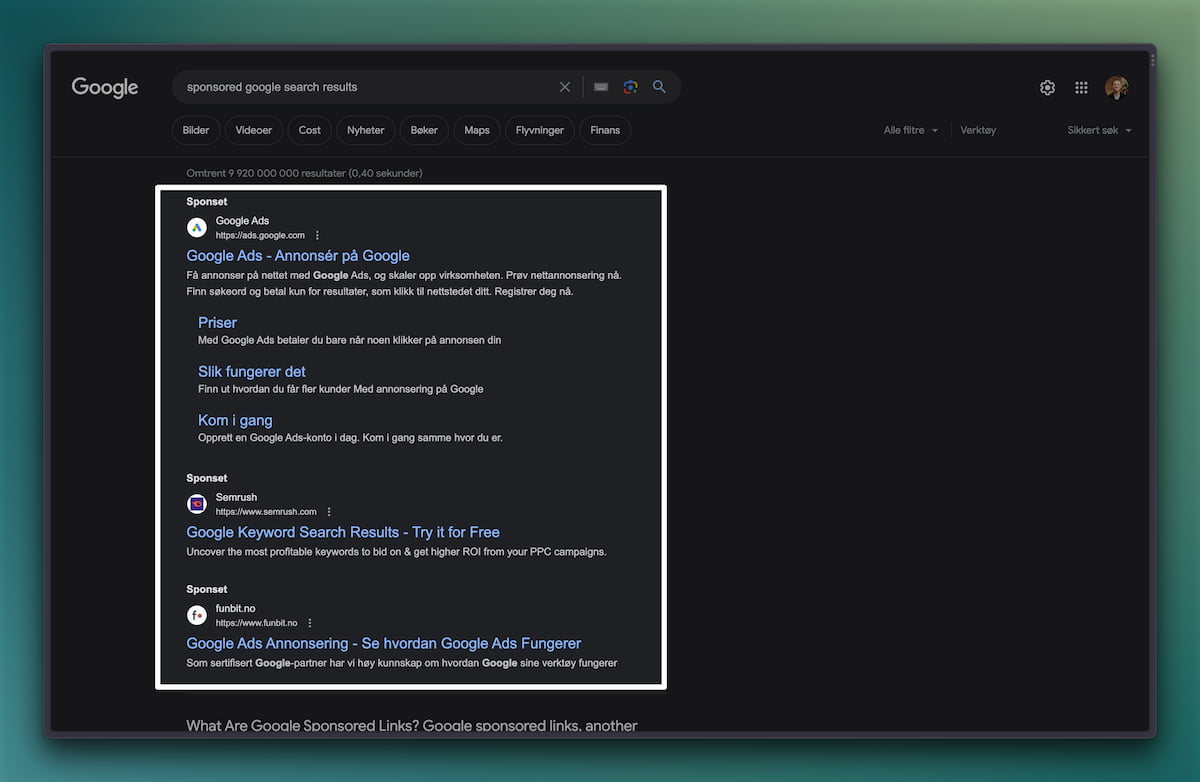 Google
sponsored google search results
Bilder Videoer Cost Nyheter Bøker Maps Flyvninger Finans
Alle filtre Verktøy Sikkert søk
Omtrent 9 920 000 000 resultater (0,40 sekunder)
Sponset
Google Ads
https://ads.google.com
Google Ads - Annonsér på Google
Få annonser på nettet med Google Ads, og skaler opp virksomheten. Prøv nettannonsering nå.
Finn søkeord og betal kun for resultater, som klikk til nettstedet ditt. Registrer deg nå.
Priser
Med Google Ads betaler du bare når noen klikker på annonsen din
Slik fungerer det
Finn ut hvordan du får fler kunder Med annonsering på Google
Kom i gang
Opprett en Google Ads-konto i dag. Kom i gang samme hvor du er.
Sponset
Semrush
https://www.semrush.com
Google Keyword Search Results - Try it for Free
Uncover the most profitable keywords to bid on & get higher ROI from your PPC campaigns.
Sponset
f
funbit.no
https://www.funbit.no
Google Ads Annonsering - Se hvordan Google Ads Fungerer
Som sertifisert Google-partner har vi høy kunnskap om hvordan Google sine verktøy fungerer
What Are Google Sponsored Links? Google sponsored links, another